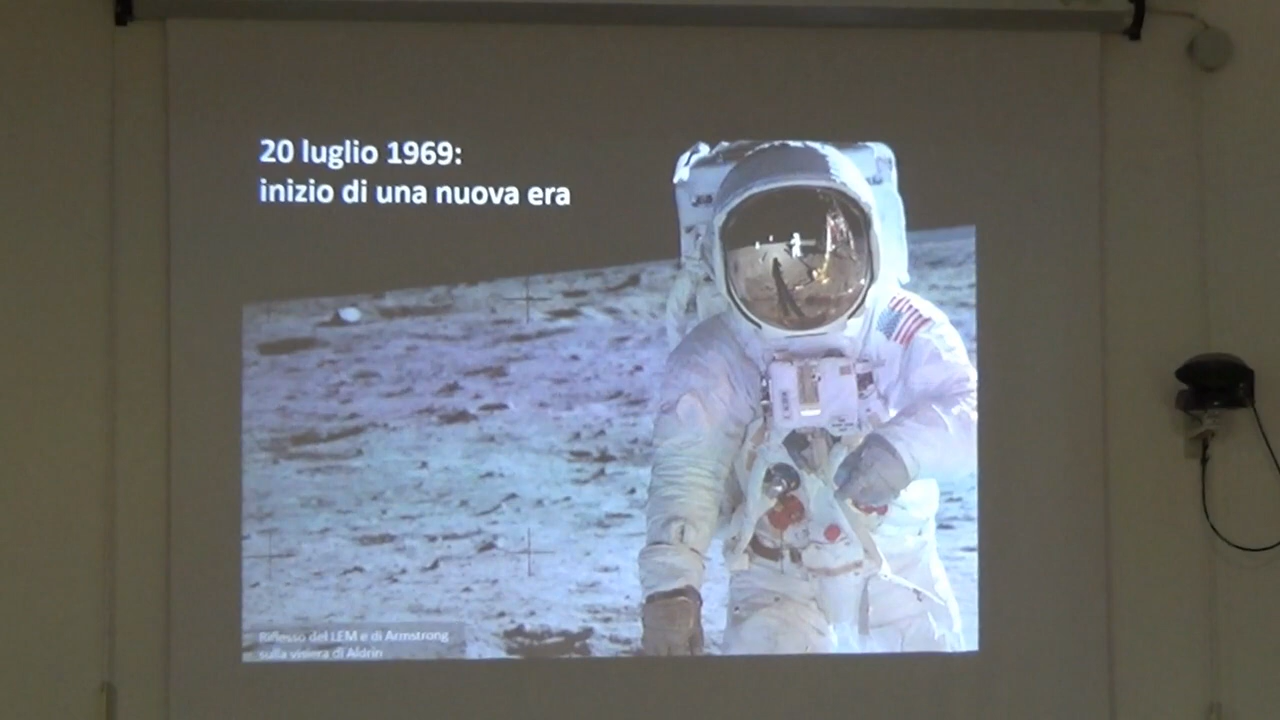 20 luglio 1969:
inizio di una nuova era
Riflesso del LEM e di Armstrong
sulla visiera di Aldrin